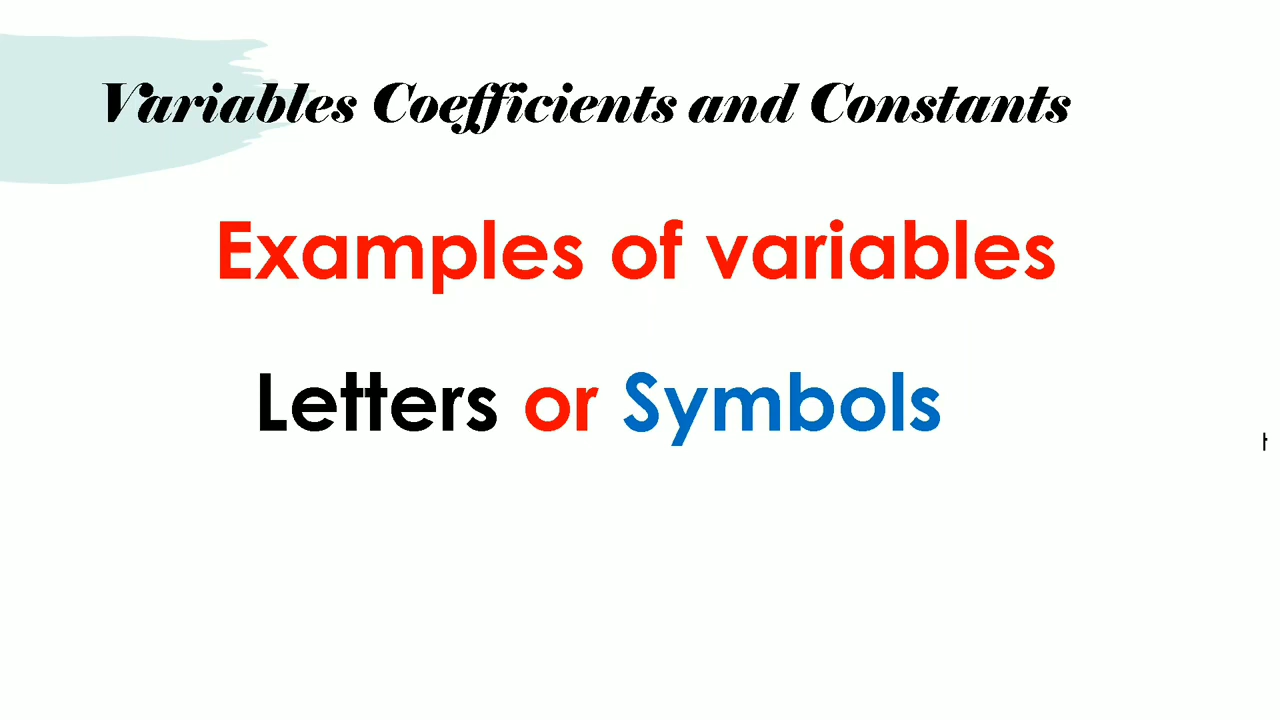 Variables Coefficients and Constants
Examples of variables
Letters or Symbols